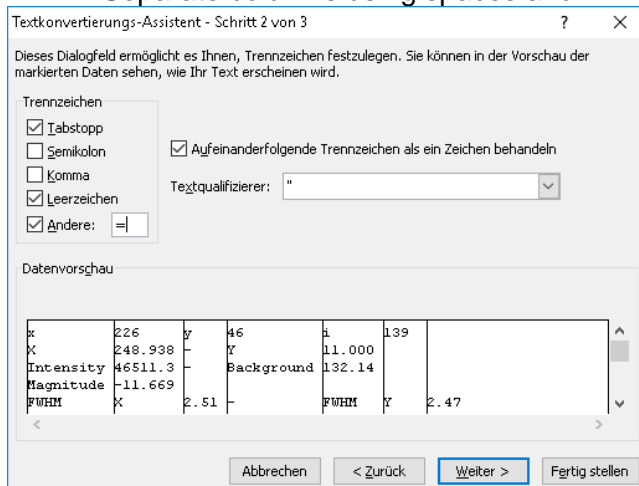 Textkonvertierungs-Assistent - Schritt 2 von 3 ? ×
Dieses Dialogfeld ermöglicht es Ihnen, Trennzeichen festzulegen. Sie können in der Vorschau der
markierten Daten sehen, wie Ihr Text erscheinen wird.
Trennzeichen
Tabstopp
Semikolon
Komma
Leerzeichen
Andere: =
Aufeinanderfolgende Trennzeichen als ein Zeichen behandeln
Textqualifizierer: "
Datenvorschau
x 226 y 46 i 139
X 248.938 - Y 11.000
Intensity 46511.3 - Background 132.14
Magnitude -11.669
FWHM X 2.51 - FWHM Y 2.47
Abbrechen < Zurück Weiter > Fertig stellen